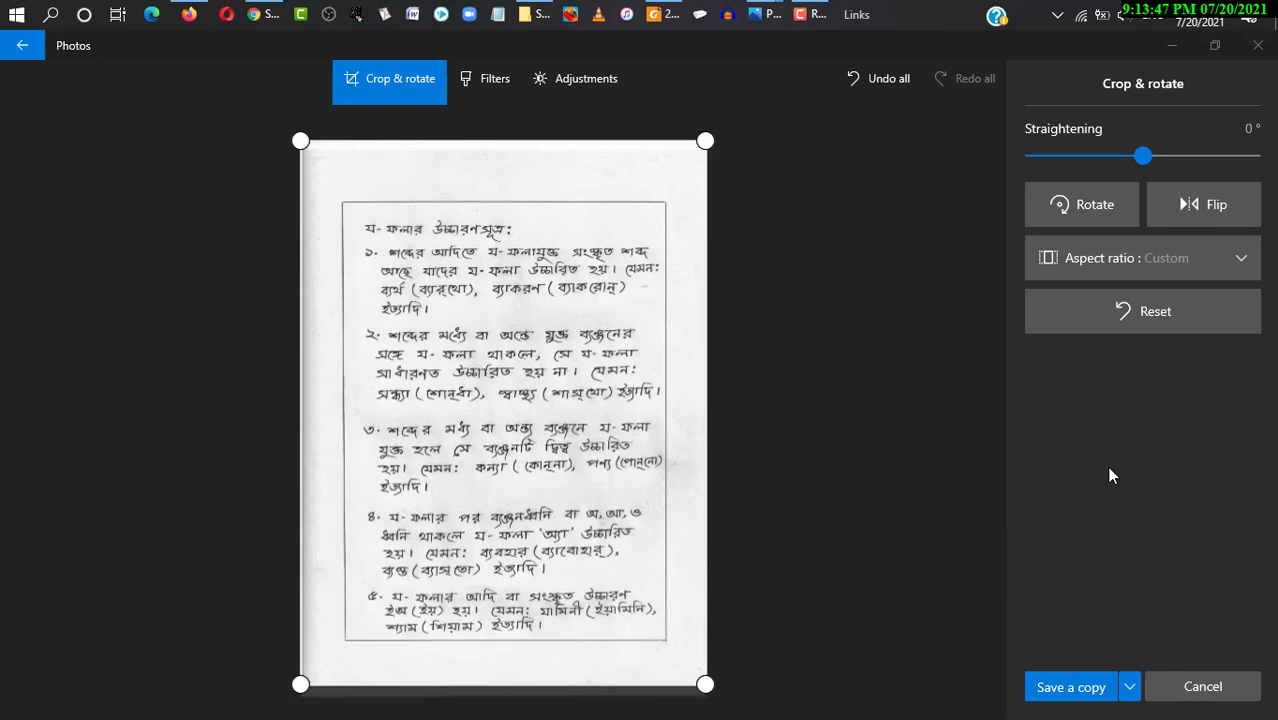 9:13:47 PM 07/20/2021
S...
W
S...
2...
P...
R...
Links
7/20/2021
Photos
Crop & rotate
Filters
Adjustments
Undo all
Redo all
Crop & rotate
Straightening
0 °
Rotate
Flip
Aspect ratio : Custom
Reset
য- ফলার উচ্চারণসূত্র:
১. শব্দের আদিতে য-ফলাযুক্ত সংস্কৃত শব্দ
আছে যাদের য- ফলা উচ্চারিত হয়। যেমন:
ব্যর্থ (ব্যার্থো), ব্যাকরণ (ব্যাকরোন্)
ইত্যাদি।
২. শব্দের মধ্যে বা অন্তে যুক্ত ব্যঞ্জনের
সঙ্গে য- ফলা থাকলে, সে য- ফলা
সাধারণত উচ্চারিত হয় না। যেমন:
সন্ধ্যা (শোন্ধা), স্বাস্থ্য (শাস্থো) ইত্যাদি।
৩. শব্দের মধ্য বা অন্ত্য ব্যঞ্জনে য- ফলা
যুক্ত হলে সে ব্যঞ্জনটি দ্বিত্ব উচ্চারিত
হয়। যেমন: কন্যা (কোন্না), পণ্য (পোন্নো)
ইত্যাদি।
৪. য-ফলার পর ব্যঞ্জনধ্বনি বা অ, আ, ও
ধ্বনি থাকলে য- ফলা 'অ্যা' উচ্চারিত
হয়। যেমন: ব্যবহার (ব্যাবোহার্),
ব্যস্ত (ব্যাস্তো) ইত্যাদি।
৫. য- ফলার আদি বা সংস্কৃত উচ্চারণ
ইঅ (ইয়) হয়। যেমন: যামিনী (ইয়ামিনি),
শ্যাম (শিয়াম) ইত্যাদি।
Save a copy
Cancel